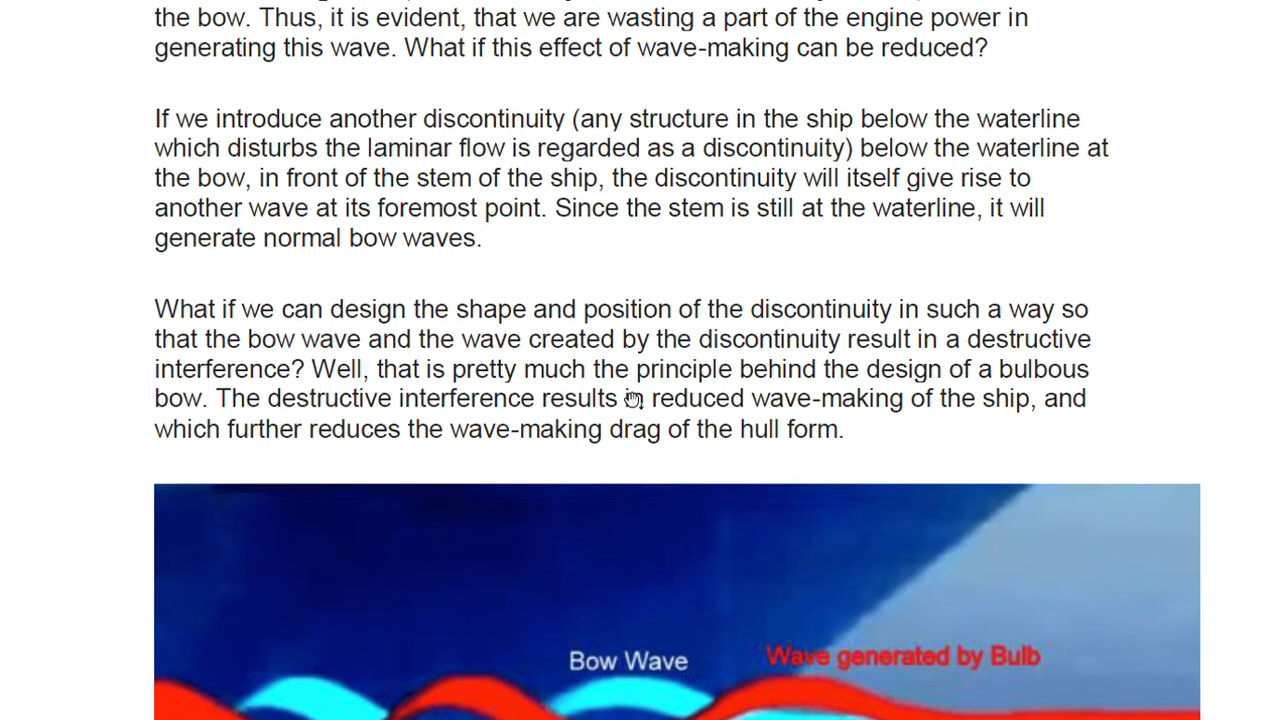 the bow. Thus, it is evident, that we are wasting a part of the engine power in
generating this wave. What if this effect of wave-making can be reduced?
If we introduce another discontinuity (any structure in the ship below the waterline
which disturbs the laminar flow is regarded as a discontinuity) below the waterline at
the bow, in front of the stem of the ship, the discontinuity will itself give rise to
another wave at its foremost point. Since the stem is still at the waterline, it will
generate normal bow waves.
What if we can design the shape and position of the discontinuity in such a way so
that the bow wave and the wave created by the discontinuity result in a destructive
interference? Well, that is pretty much the principle behind the design of a bulbous
bow. The destructive interference results in reduced wave-making of the ship, and
which further reduces the wave-making drag of the hull form.
Bow Wave
Wave generated by Bulb